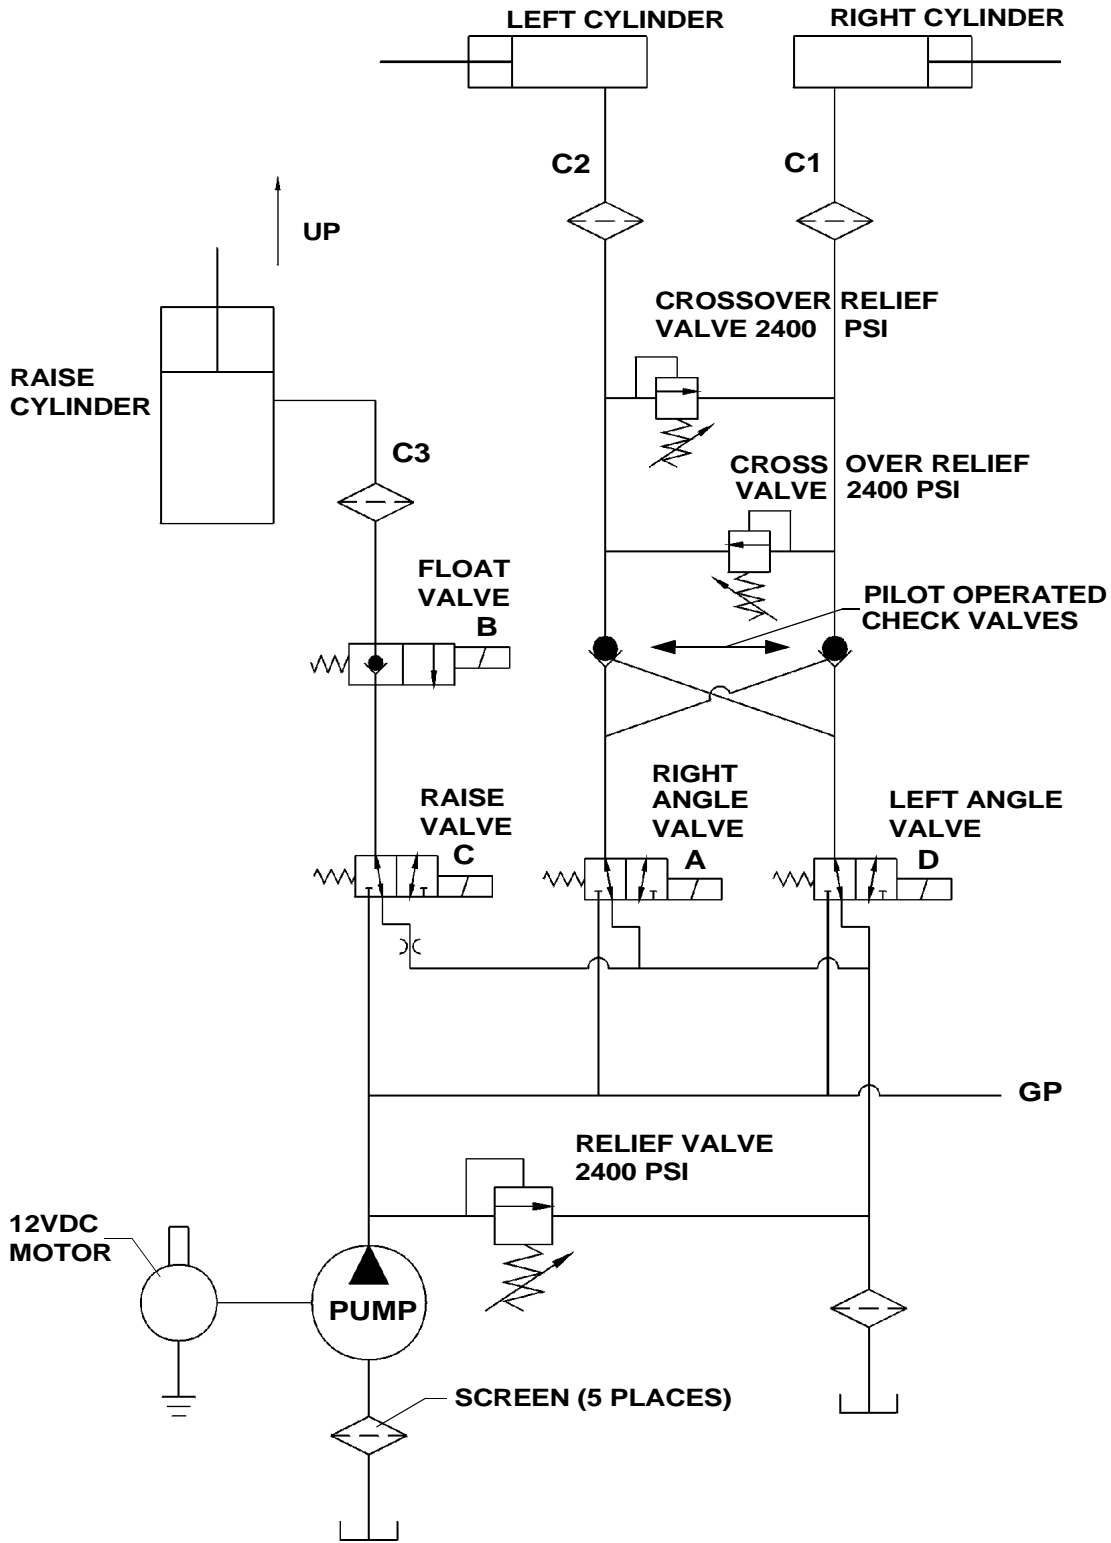 LEFT CYLINDER
RIGHT CYLINDER
C2
C1
UP
CROSSOVER RELIEF
VALVE 2400 PSI
RAISE
CYLINDER
C3
CROSS OVER RELIEF
VALVE 2400 PSI
FLOAT
VALVE
B
PILOT OPERATED
CHECK VALVES
RIGHT
ANGLE
VALVE
A
RAISE
VALVE
C
LEFT ANGLE
VALVE
D
GP
RELIEF VALVE
2400 PSI
12VDC
MOTOR
PUMP
SCREEN (5 PLACES)